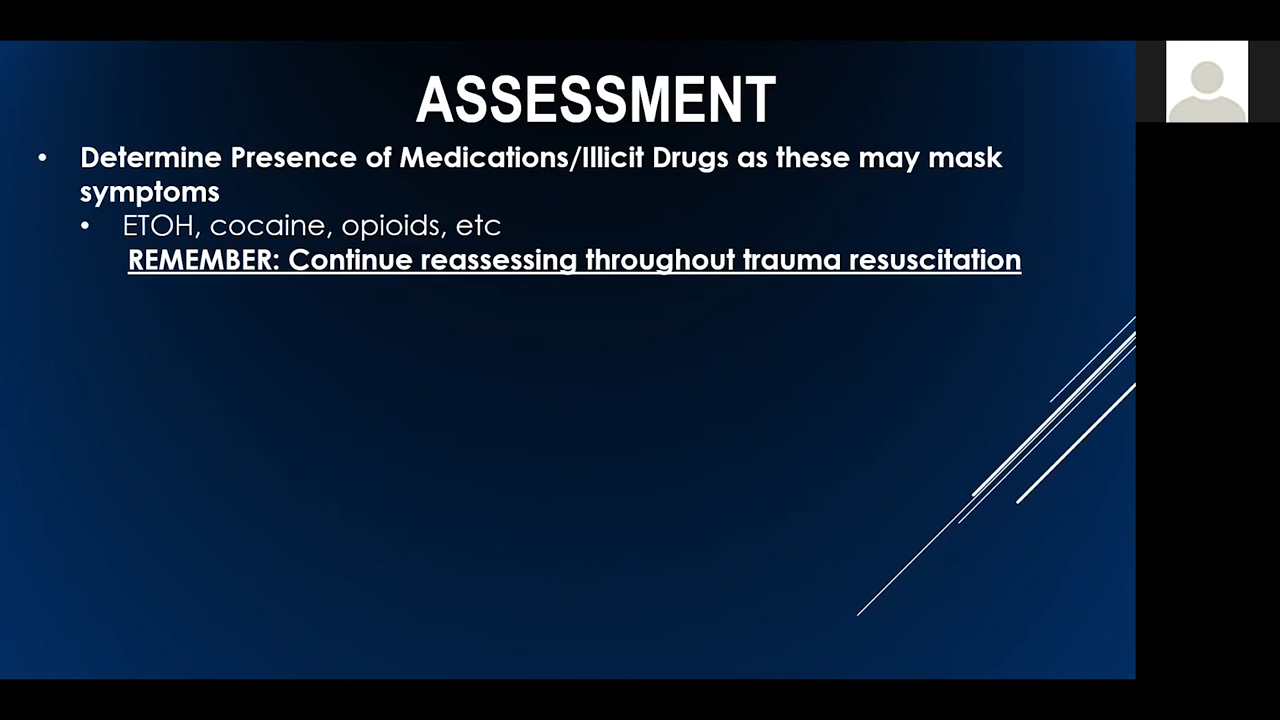 ASSESSMENT
• Determine Presence of Medications/Illicit Drugs as these may mask
symptoms
• ETOH, cocaine, opioids, etc
REMEMBER: Continue reassessing throughout trauma resuscitation